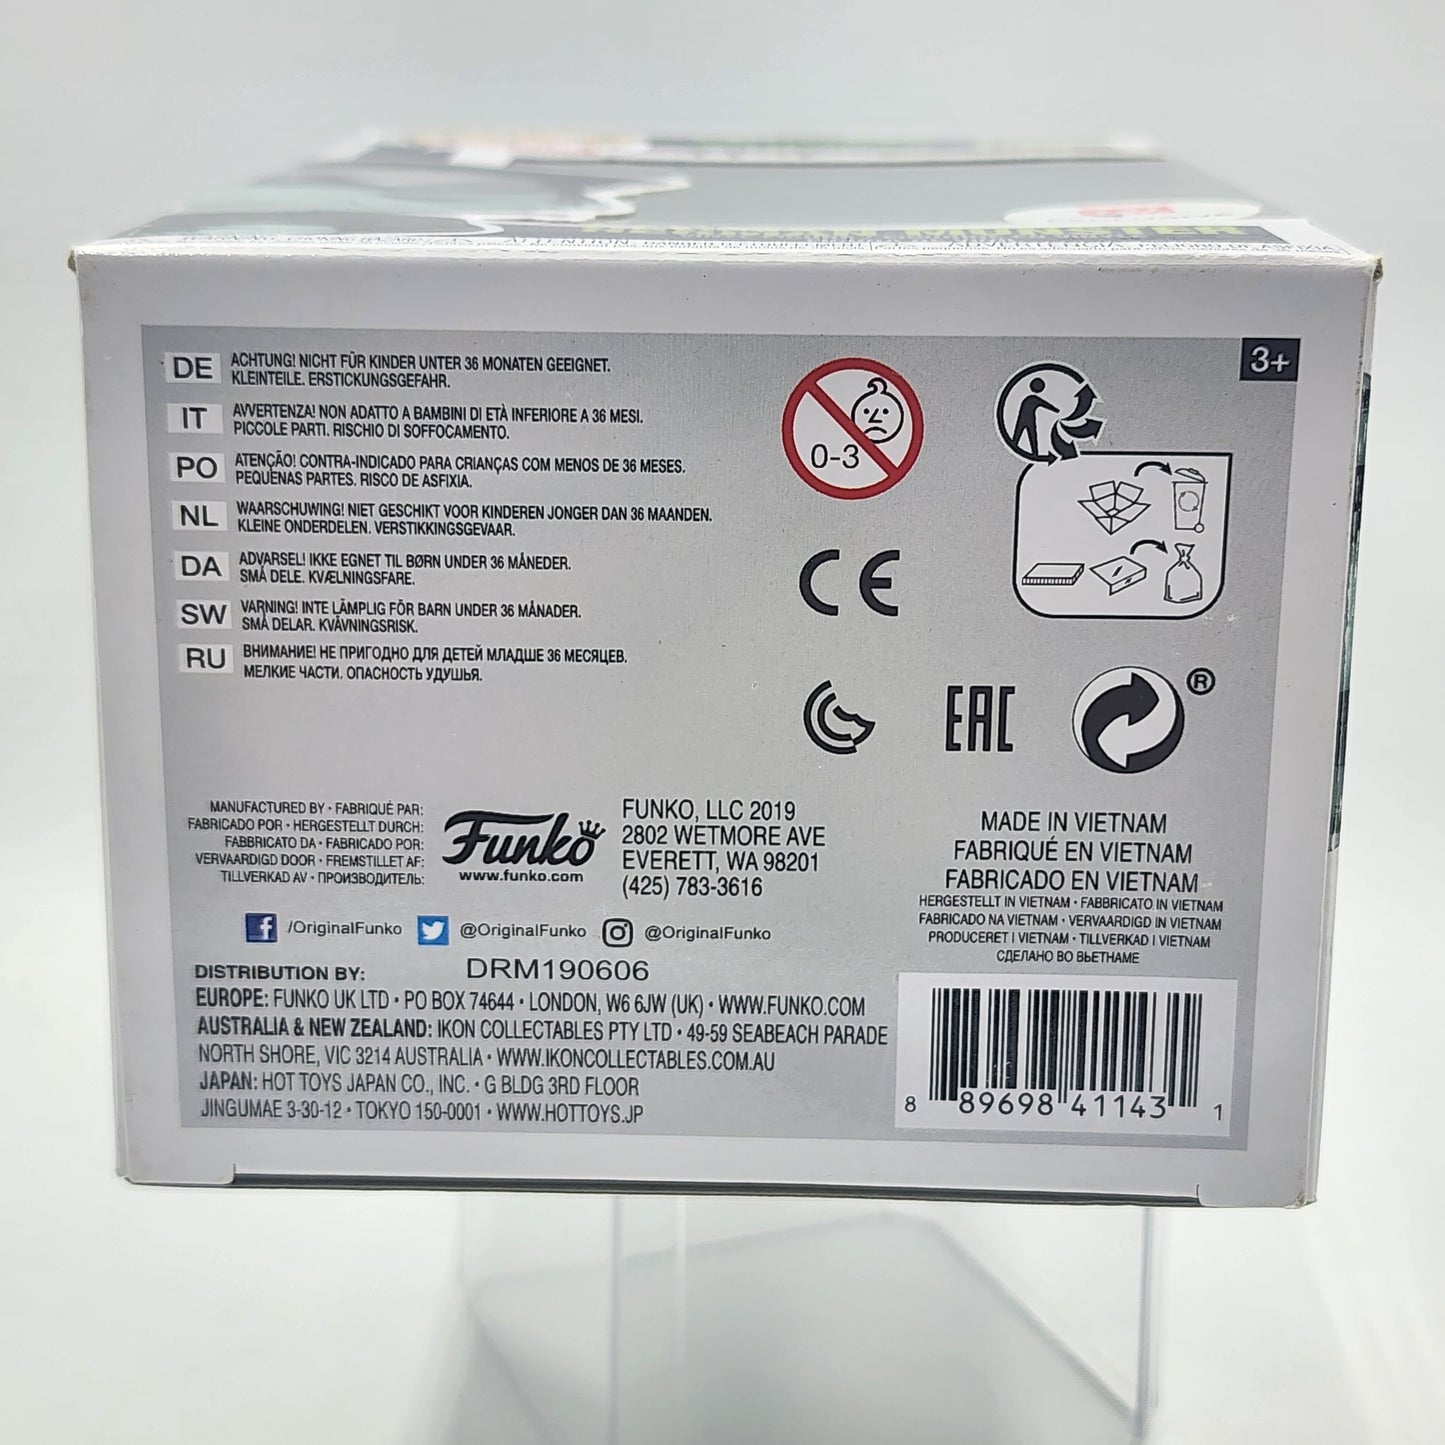 3+
DE ACHTUNG! NICHT FÜR KINDER UNTER 36 MONATEN GEEIGNET.
KLEINTEILE. ERSTICKUNGSGEFAHR.
IT AVVERTENZA! NON ADATTO A BAMBINI DI ETÀ INFERIORE A 36 MESI.
PICCOLE PARTI. RISCHIO DI SOFFOCAMENTO.
PO ATENÇÃO! CONTRA-INDICADO PARA CRIANÇAS COM MENOS DE 36 MESES.
PEQUENAS PARTES. RISCO DE ASFIXIA.
NL WAARSCHUWING! NIET GESCHIKT VOOR KINDEREN JONGER DAN 36 MAANDEN.
KLEINE ONDERDELEN. VERSTIKKINGSGEVAAR.
DA ADVARSEL! IKKE EGNET TIL BØRN UNDER 36 MÅNEDER.
SMÅ DELE. KVÆLNINGSFARE.
SW VARNING! INTE LÄMPLIG FÖR BARN UNDER 36 MÅNADER.
SMÅ DELAR. KVÄVNINGSRISK.
RU ВНИМАНИЕ! НЕ ПРИГОДНО ДЛЯ ДЕТЕЙ МЛАДШЕ 36 МЕСЯЦЕВ.
МЕЛКИЕ ЧАСТИ, ОПАСНОСТЬ УДУШЬЯ.
0-3
CE
EAC
®
MANUFACTURED BY • FABRIQUÉ PAR:
FABRICADO POR • HERGESTELLT DURCH:
FABBRICATO DA • FABRICADO POR:
VERVAARDIGD DOOR • FREMSTILLET AF:
TILLVERKAD AV • ПРОИЗВОДИТЕЛЬ:
Funko
www.funko.com
FUNKO, LLC 2019
2802 WETMORE AVE
EVERETT, WA 98201
(425) 783-3616
/OriginalFunko @OriginalFunko @OriginalFunko
MADE IN VIETNAM
FABRIQUÉ EN VIETNAM
FABRICADO EN VIETNAM
HERGESTELLT IN VIETNAM • FABBRICATO IN VIETNAM
FABRICADO NA VIETNAM • VERVAARDIGD IN VIETNAM
PRODUCERET I VIETNAM • TILLVERKAD I VIETNAM
СДЕЛАНО ВО ВЬЕТНАМЕ
DISTRIBUTION BY: DRM190606
EUROPE: FUNKO UK LTD • PO BOX 74644 • LONDON, W6 6JW (UK) • WWW.FUNKO.COM
AUSTRALIA & NEW ZEALAND: IKON COLLECTABLES PTY LTD • 49-59 SEABEACH PARADE
NORTH SHORE, VIC 3214 AUSTRALIA • WWW.IKONCOLLECTABLES.COM.AU
JAPAN: HOT TOYS JAPAN CO., INC. • G BLDG 3RD FLOOR
JINGUMAE 3-30-12 • TOKYO 150-0001 • WWW.HOTTOYS.JP
8 89698 41143 1